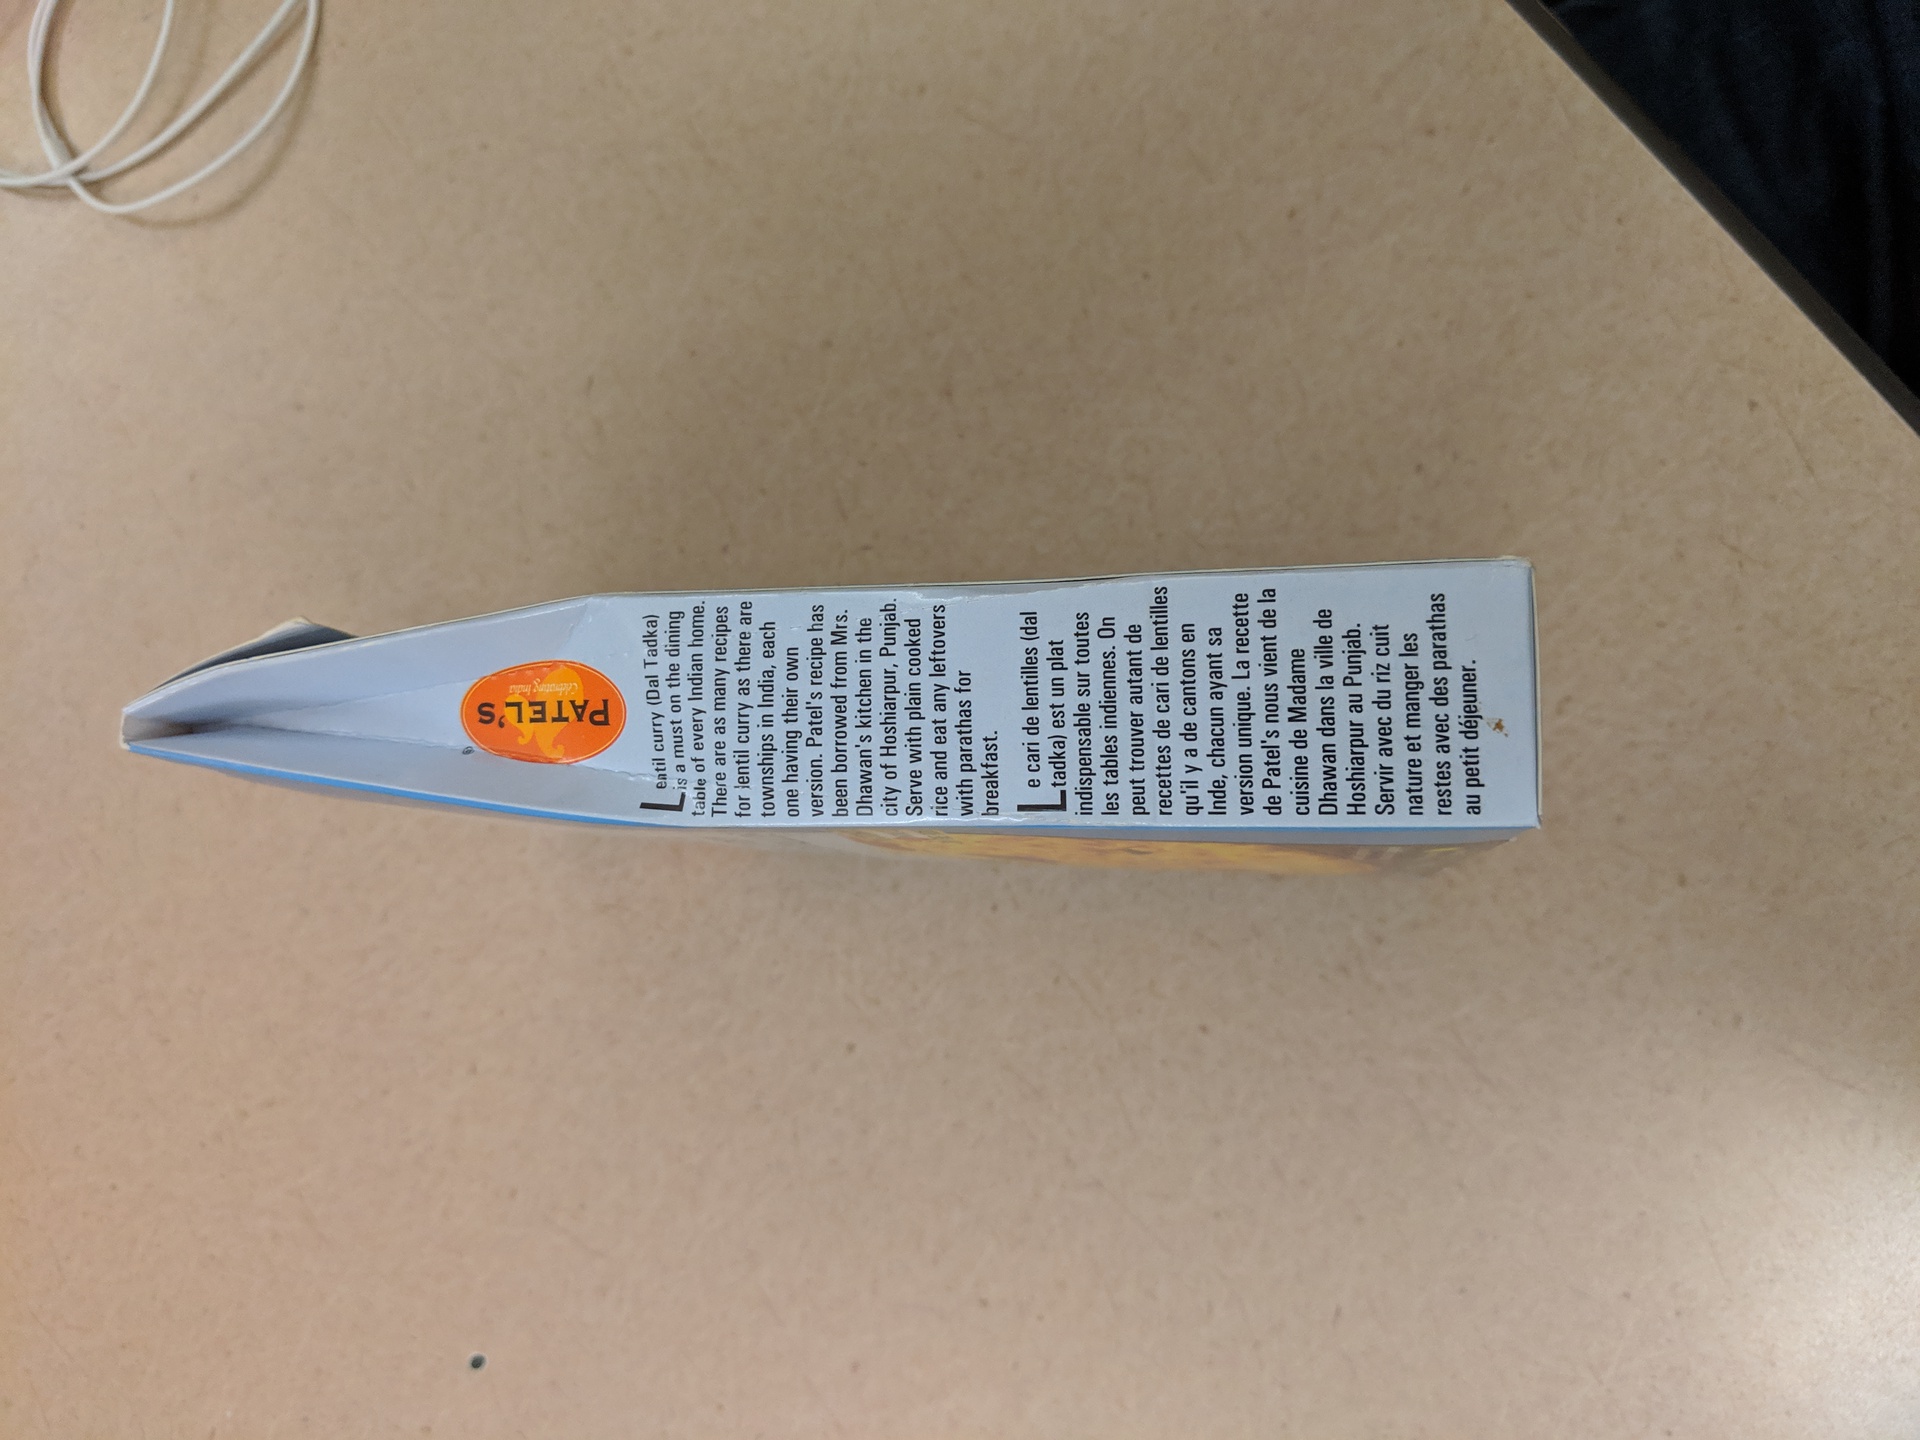 PATEL'S
Celebrating India
®
Lentil curry (Dal Tadka)
is a must on the dining
table of every Indian home.
There are as many recipes
for lentil curry as there are
townships in India, each
one having their own
version. Patel's recipe has
been borrowed from Mrs.
Dhawan's kitchen in the
city of Hoshiarpur, Punjab.
Serve with plain cooked
rice and eat any leftovers
with parathas for
breakfast.
Le cari de lentilles (dal
tadka) est un plat
indispensable sur toutes
les tables indiennes. On
peut trouver autant de
recettes de cari de lentilles
qu'il y a de cantons en
Inde, chacun ayant sa
version unique. La recette
de Patel's nous vient de la
cuisine de Madame
Dhawan dans la ville de
Hoshiarpur au Punjab.
Servir avec du riz cuit
nature et manger les
restes avec des parathas
au petit déjeuner.